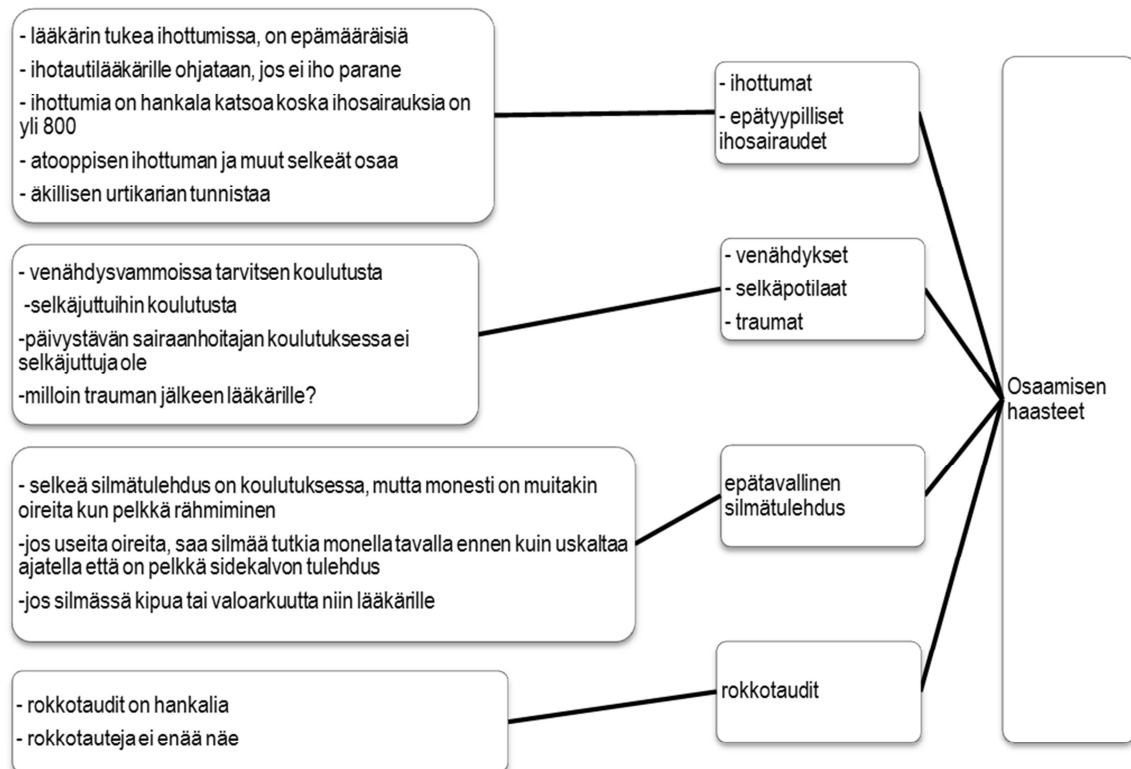 - lääkärin tukea ihottumissa, on epämääräisiä
- ihotautilääkärille ohjataan, jos ei iho parane
- ihottumia on hankala katsoa koska ihosairauksia on
yli 800
- atooppisen ihottuman ja muut selkeät osaa
- äkillisen urtikarian tunnistaa
- ihottumat
- epätyypilliset
ihosairaudet
- venähdysvammoissa tarvitsen koulutusta
-selkäjuttuihin koulutusta
-päivystävän sairaanhoitajan koulutuksessa ei
selkäjuttuja ole
-milloin trauman jälkeen lääkärille?
- venähdykset
- selkäpotilaat
- traumat
- selkeä silmätulehdus on koulutuksessa, mutta monesti on muitakin
oireita kun pelkkä rähmiminen
-jos useita oireita, saa silmää tutkia monella tavalla ennen kuin uskaltaa
ajatella että on pelkkä sidekalvon tulehdus
-jos silmässä kipua tai valoarkuutta niin lääkärille
epätavallinen
silmätulehdus
- rokkotaudit on hankalia
- rokkotauteja ei enää näe
rokkotaudit
Osaamisen
haasteet